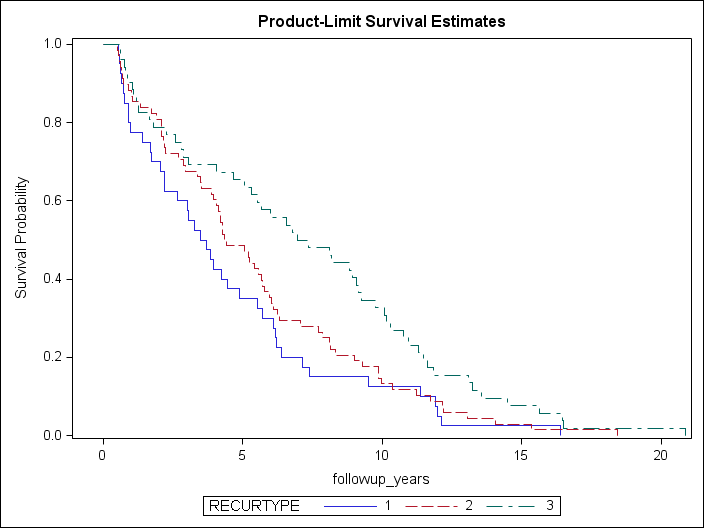 Product-Limit Survival Estimates
1.0
0.8
0.6
0.4
0.2
0.0
Survival Probability
0 5 10 15 20
followup_years
RECURTYPE 1 2 3